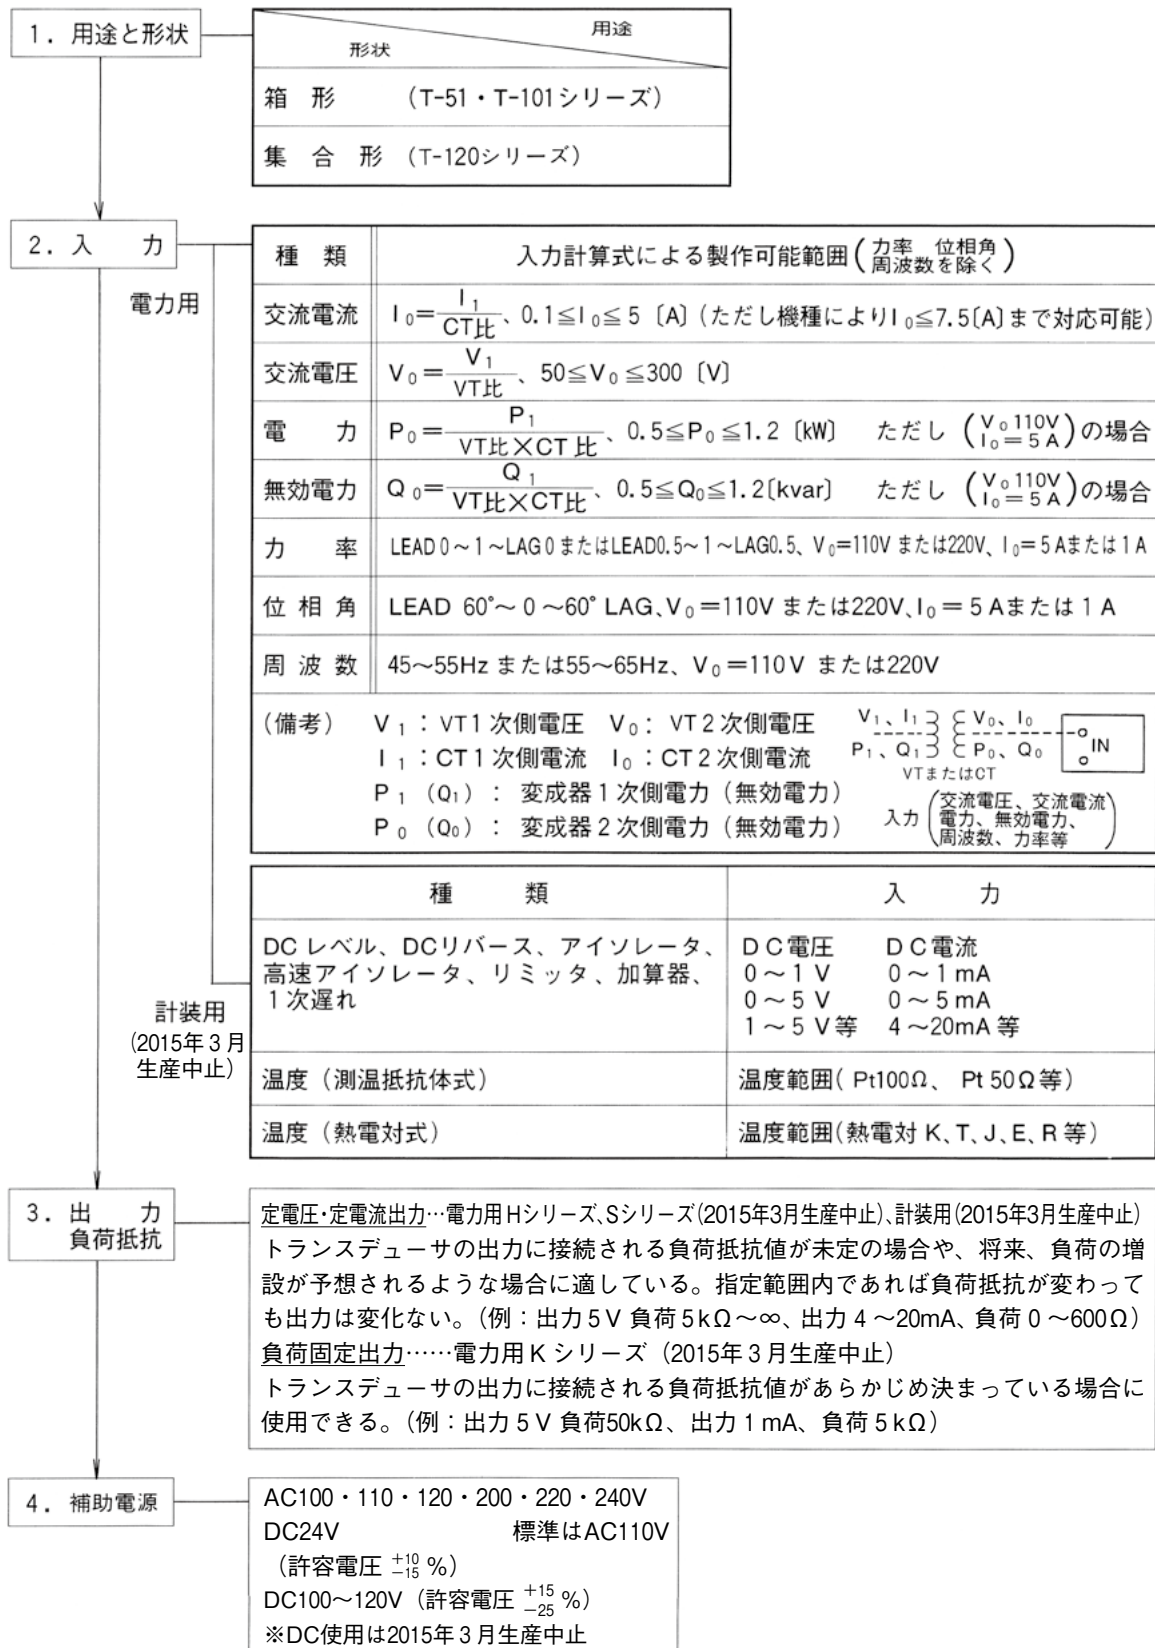 1. 用途と形状
用途
形状
箱 形 (T-51・T-101シリーズ)
集 合 形 (T-120シリーズ)
2. 入 力
電力用
種 類 入力計算式による製作可能範囲(力率 位相角 周波数を除く)
交流電流 I₀=I₁/CT比、0.1≦I₀≦5 〔A〕(ただし機種によりI₀≦7.5〔A〕まで対応可能)
交流電圧 V₀=V₁/VT比、50≦V₀≦300 〔V〕
電 力 P₀=P₁/VT比×CT比、0.5≦P₀≦1.2 〔kW〕 ただし (V₀110V I₀=5A)の場合
無効電力 Q₀=Q₁/VT比×CT比、0.5≦Q₀≦1.2〔kvar〕 ただし (V₀110V I₀=5A)の場合
力 率 LEAD0~1~LAG0またはLEAD0.5~1~LAG0.5、V₀=110Vまたは220V、I₀=5Aまたは1A
位 相 角 LEAD 60°~0~60° LAG、V₀=110Vまたは220V、I₀=5Aまたは1A
周 波 数 45~55Hzまたは55~65Hz、V₀=110V または220V
(備考) V₁:VT1次側電圧 V₀:VT2次側電圧
I₁:CT1次側電流 I₀:CT2次側電流
P₁(Q₁):変成器1次側電力(無効電力)
P₀(Q₀):変成器2次側電力(無効電力)
V₁、I₁ V₀、I₀
P₁、Q₁ P₀、Q₀
IN
VTまたはCT
入力(交流電圧、交流電流
電力、無効電力、
周波数、力率等)
計装用
(2015年3月
生産中止)
種 類 入 力
DCレベル、DCリバース、アイソレータ、
高速アイソレータ、リミッタ、加算器、
1次遅れ
DC電圧 DC電流
0~1V 0~1mA
0~5V 0~5mA
1~5V等 4~20mA等
温度(測温抵抗体式) 温度範囲(Pt100Ω、Pt50Ω等)
温度(熱電対式) 温度範囲(熱電対K、T、J、E、R等)
3. 出 力
負荷抵抗
定電圧・定電流出力…電力用Hシリーズ、Sシリーズ(2015年3月生産中止)、計装用(2015年3月生産中止)
トランスデューサの出力に接続される負荷抵抗値が未定の場合や、将来、負荷の増
設が予想されるような場合に適している。指定範囲内であれば負荷抵抗が変わって
も出力は変化ない。(例:出力5V 負荷5kΩ~∞、出力4~20mA、負荷0~600Ω)
負荷固定出力……電力用Kシリーズ(2015年3月生産中止)
トランスデューサの出力に接続される負荷抵抗値があらかじめ決まっている場合に
使用できる。(例:出力5V 負荷50kΩ、出力1mA、負荷5kΩ)
4. 補助電源
AC100・110・120・200・220・240V
DC24V 標準はAC110V
(許容電圧 +10 −15 %)
DC100~120V(許容電圧 +15 −25 %)
※DC使用は2015年3月生産中止